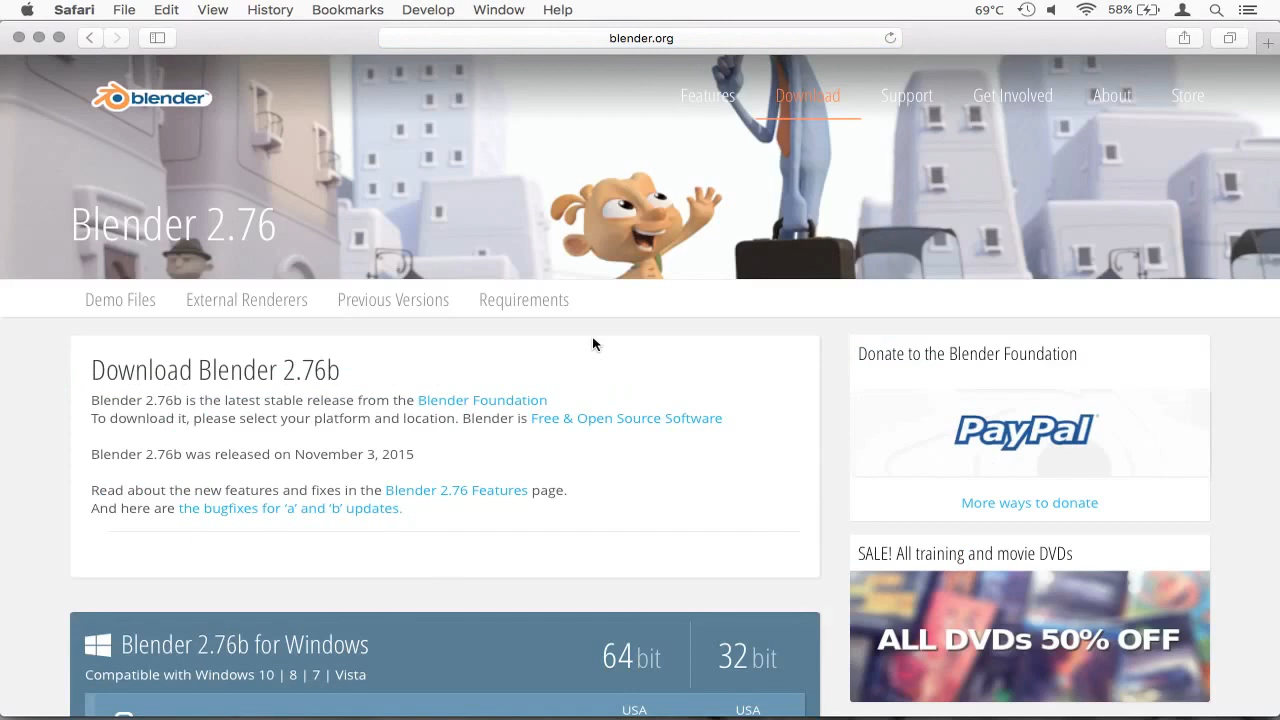 Safari File Edit View History Bookmarks Develop Window Help 69°C 58%
blender.org
blender
Features Download Support Get Involved About Store
Blender 2.76
Demo Files External Renderers Previous Versions Requirements
Download Blender 2.76b
Blender 2.76b is the latest stable release from the Blender Foundation
To download it, please select your platform and location. Blender is Free & Open Source Software
Blender 2.76b was released on November 3, 2015
Read about the new features and fixes in the Blender 2.76 Features page.
And here are the bugfixes for ‘a’ and ‘b’ updates.
Donate to the Blender Foundation
PayPal
More ways to donate
SALE! All training and movie DVDs
ALL DVDs 50% OFF
Blender 2.76b for Windows 64 bit 32 bit
Compatible with Windows 10 | 8 | 7 | Vista
USA USA